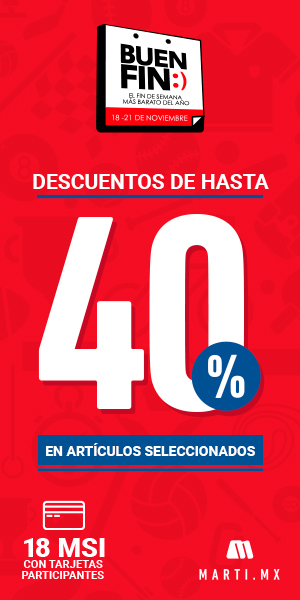 BUEN
FIN:)
EL FIN DE SEMANA
MÁS BARATO DEL AÑO
18 -21 DE NOVIEMBRE
DESCUENTOS DE HASTA
40%
EN ARTÍCULOS SELECCIONADOS
18 MSI
CON TARJETAS
PARTICIPANTES
MARTI.MX